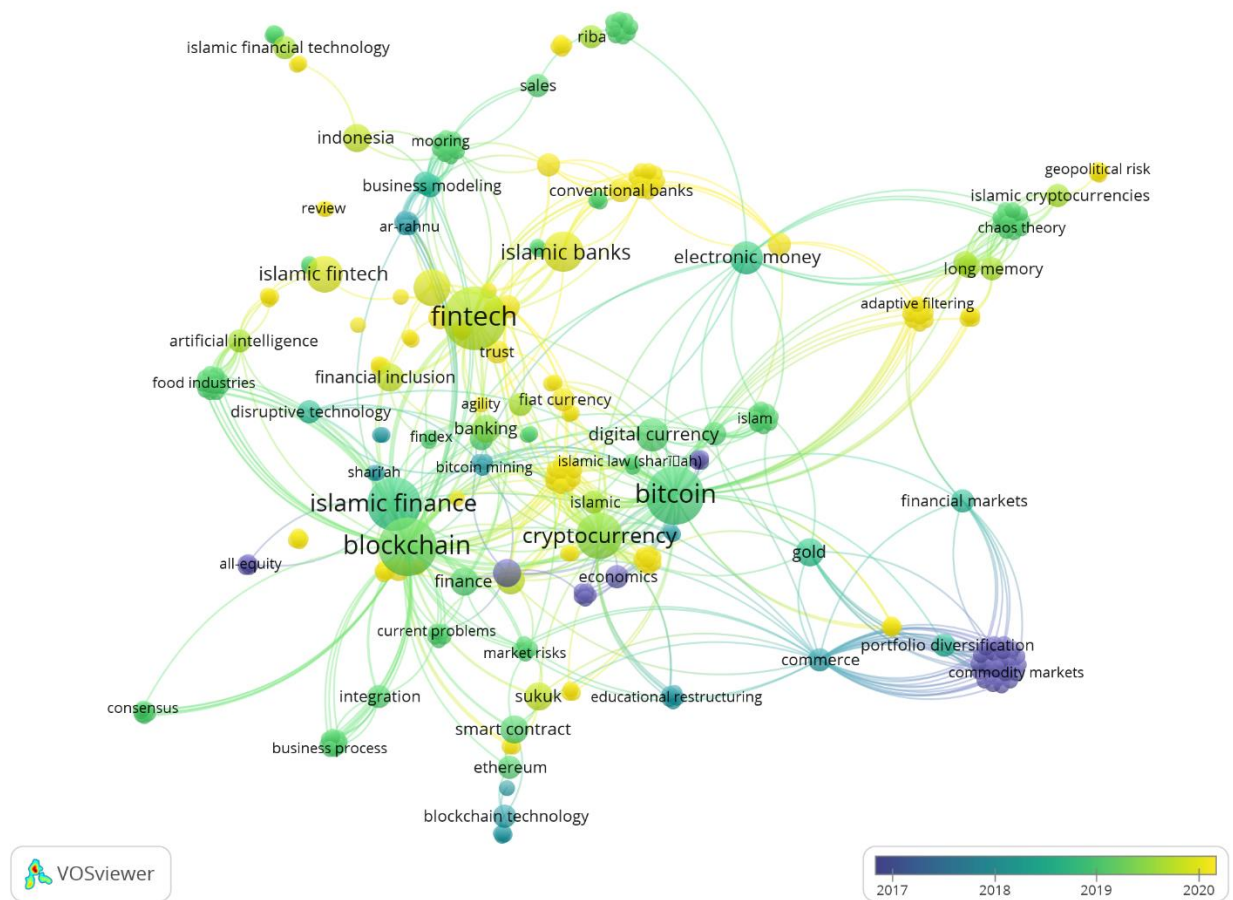 riba
islamic financial technology
sales
indonesia
mooring
geopolitical risk
business modeling
conventional banks
islamic cryptocurrencies
review
ar-rahnu
chaos theory
islamic banks
electronic money
islamic fintech
long memory
adaptive filtering
fintech
artificial intelligence
trust
food industries
financial inclusion
agility
fiat currency
disruptive technology
islam
banking
findex
digital currency
islamic law (shari▯ah)
shari'ah
bitcoin mining
bitcoin
islamic finance
islamic
financial markets
cryptocurrency
blockchain
gold
all-equity
finance
economics
current problems
portfolio diversification
market risks
commerce
commodity markets
integration
sukuk
educational restructuring
consensus
smart contract
business process
ethereum
blockchain technology
VOSviewer
2017 2018 2019 2020